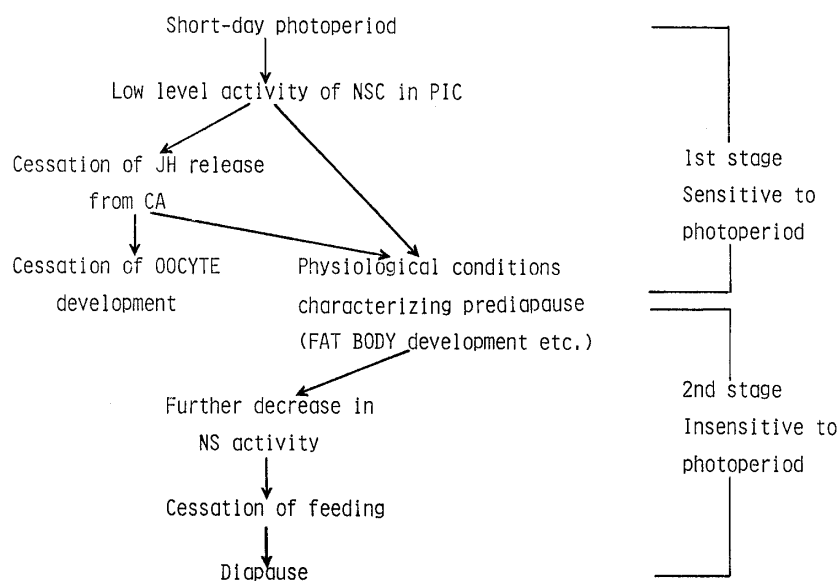 Short-day photoperiod
Low level activity of NSC in PIC
Cessation of JH release
from CA
Cessation of OOCYTE
development
Physiological conditions
characterizing prediapause
(FAT BODY development etc.)
1st stage
Sensitive to
photoperiod
Further decrease in
NS activity
Cessation of feeding
Diapause
2nd stage
Insensitive to
photoperiod